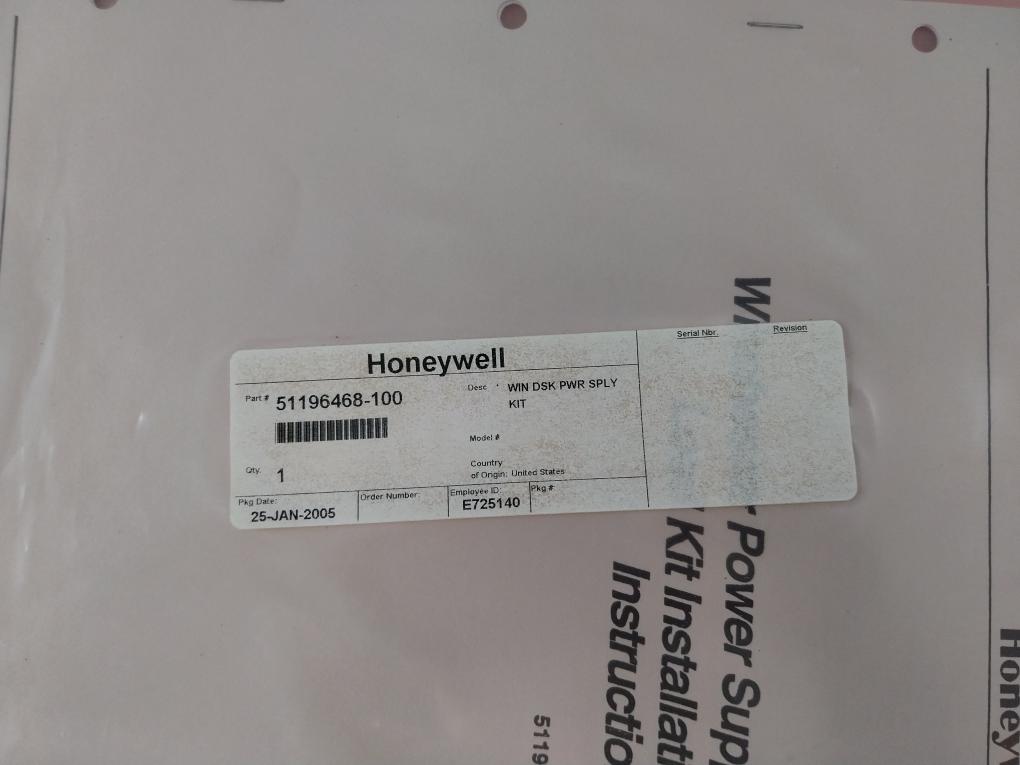 Honeywell
Part # 51196468-100
Desc WIN DSK PWR SPLY
KIT
Model #
Qty. 1
Country
of Origin: United States
Pkg Date:
25-JAN-2005
Order Number:
Employee ID:
E725140
Pkg #:
Serial Nbr.
Revision
Power Sup
Kit Installati
Instructio
5119
Honey